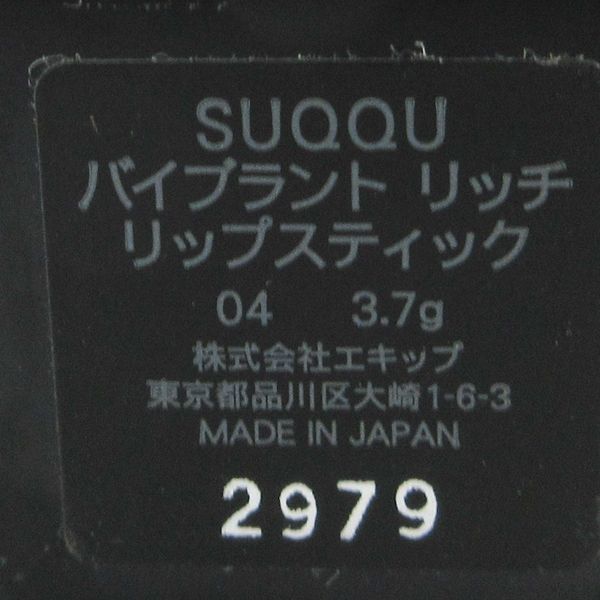 SUQQU
バイブラント リッチ
リップスティック
04 3.7g
株式会社エキップ
東京都品川区大崎1-6-3
MADE IN JAPAN
2979